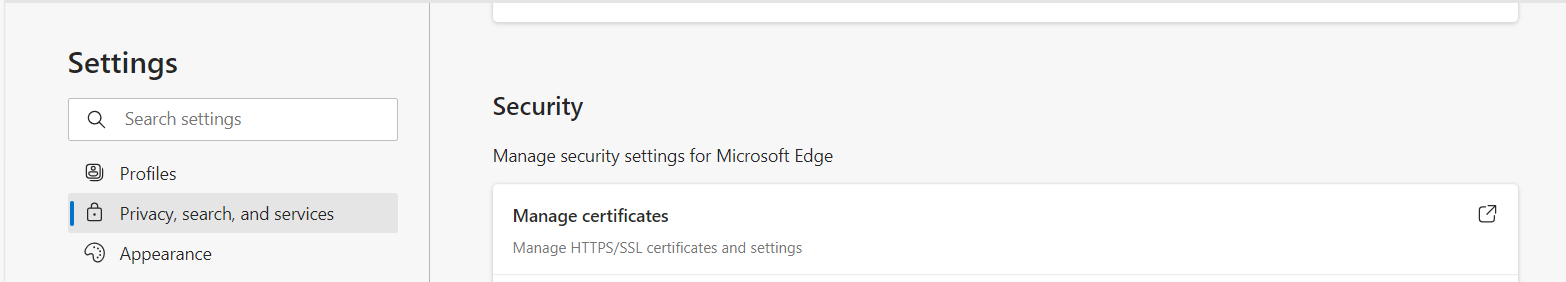 Settings
Search settings
Profiles
Privacy, search, and services
Appearance
Security
Manage security settings for Microsoft Edge
Manage certificates
Manage HTTPS/SSL certificates and settings